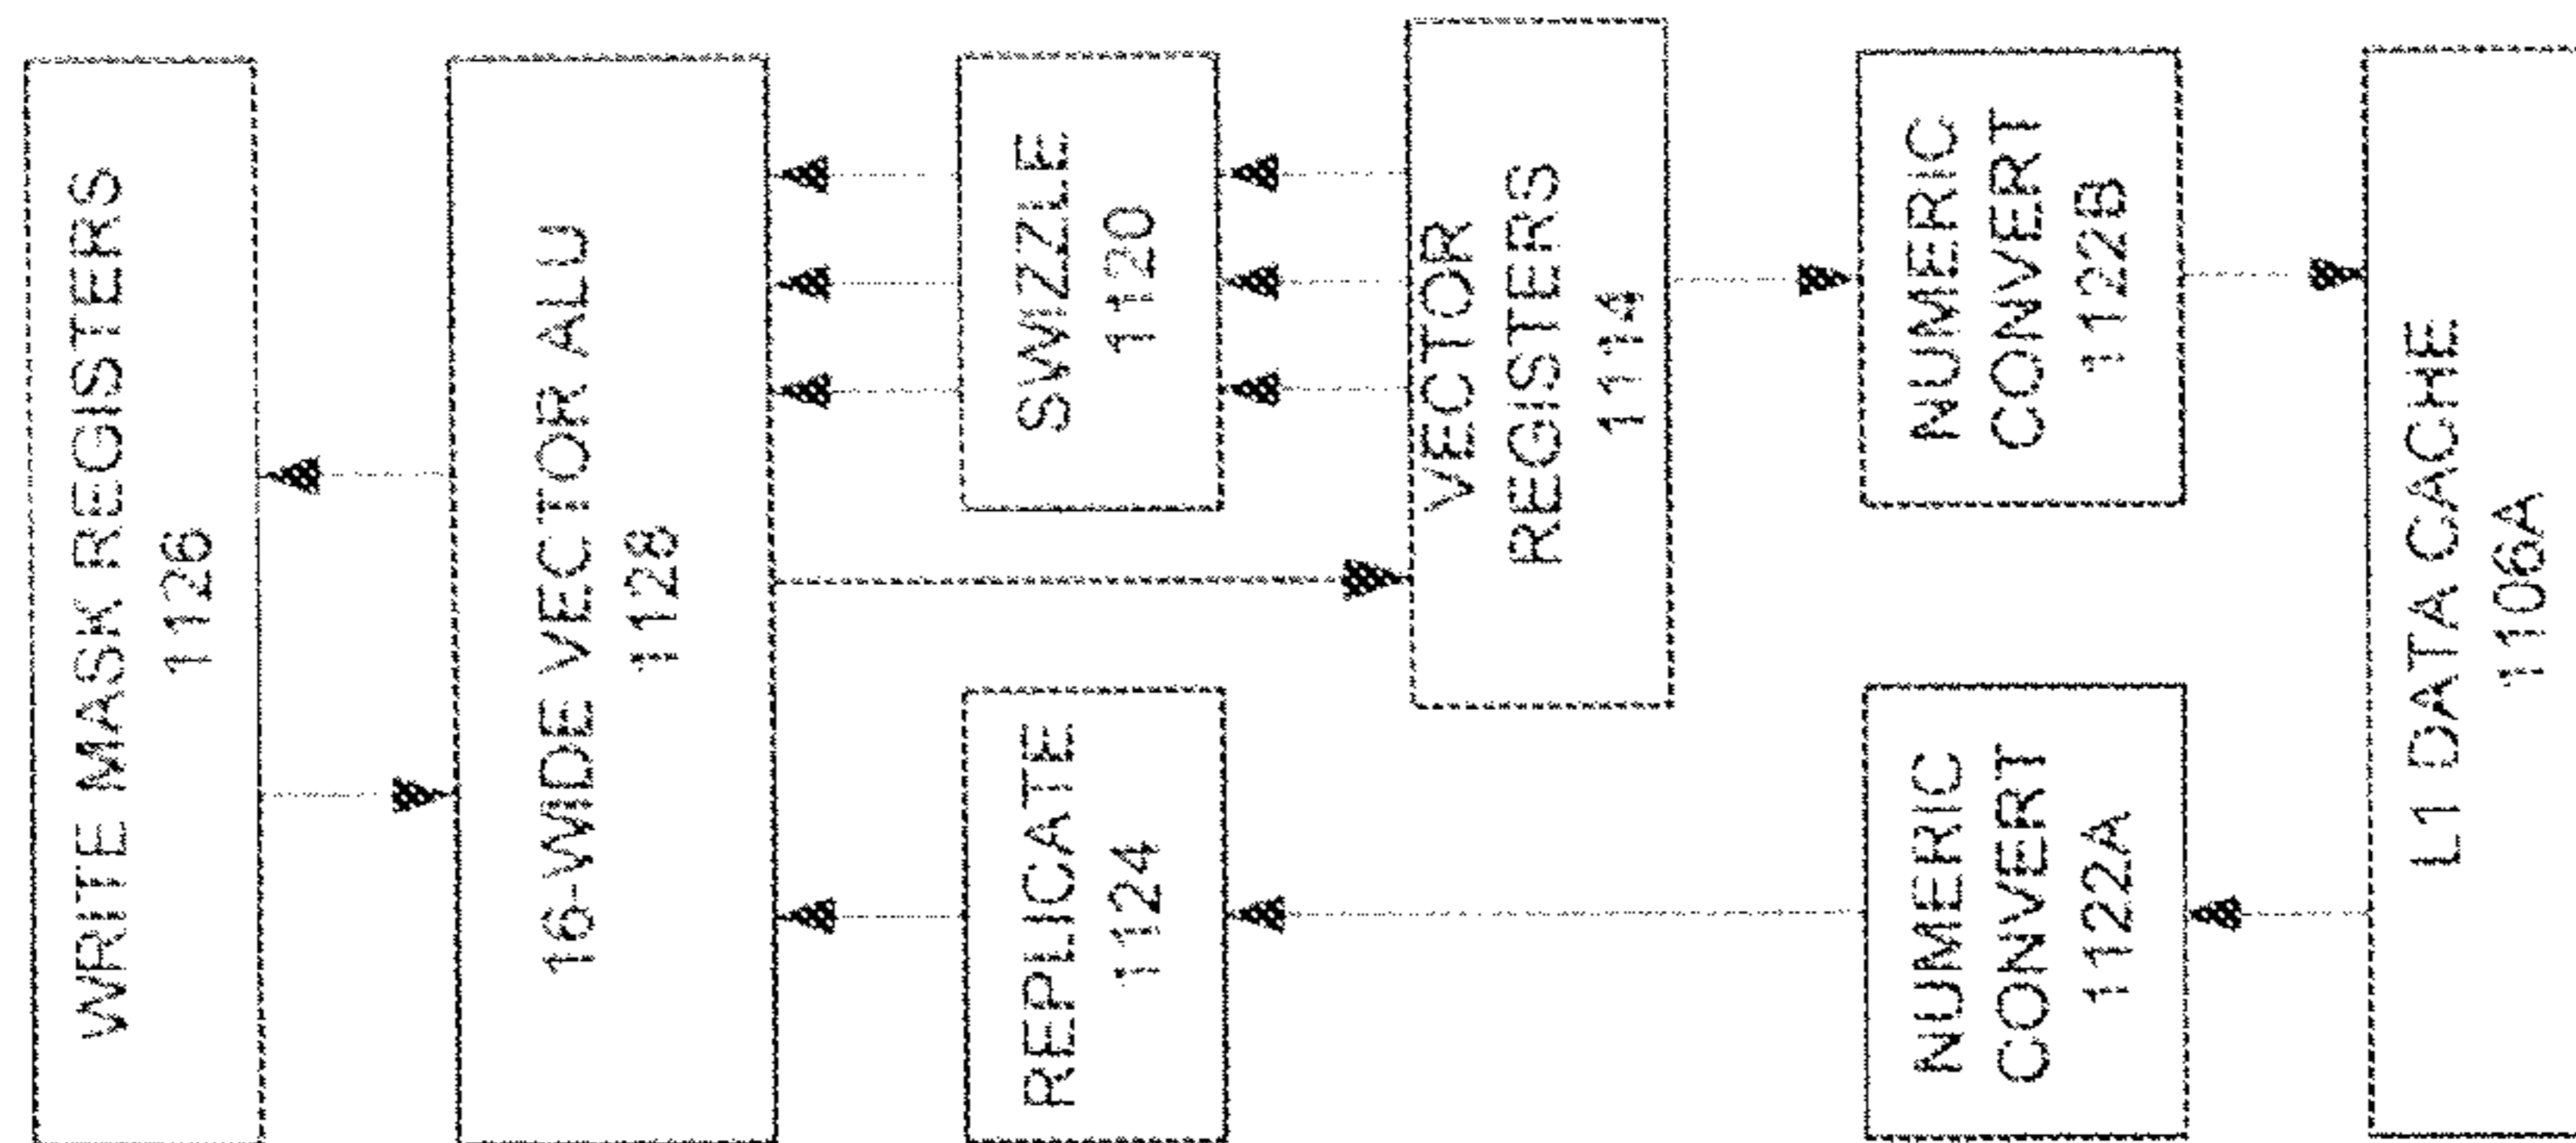 WRITE MASK REGISTERS
1126
16-WIDE VECTOR ALU
1128
REPLICATE
1124
SWIZZLE
1120
VECTOR
REGISTERS
1114
NUMERIC
CONVERT
1122A
NUMERIC
CONVERT
1122B
L1 DATA CACHE
1106A